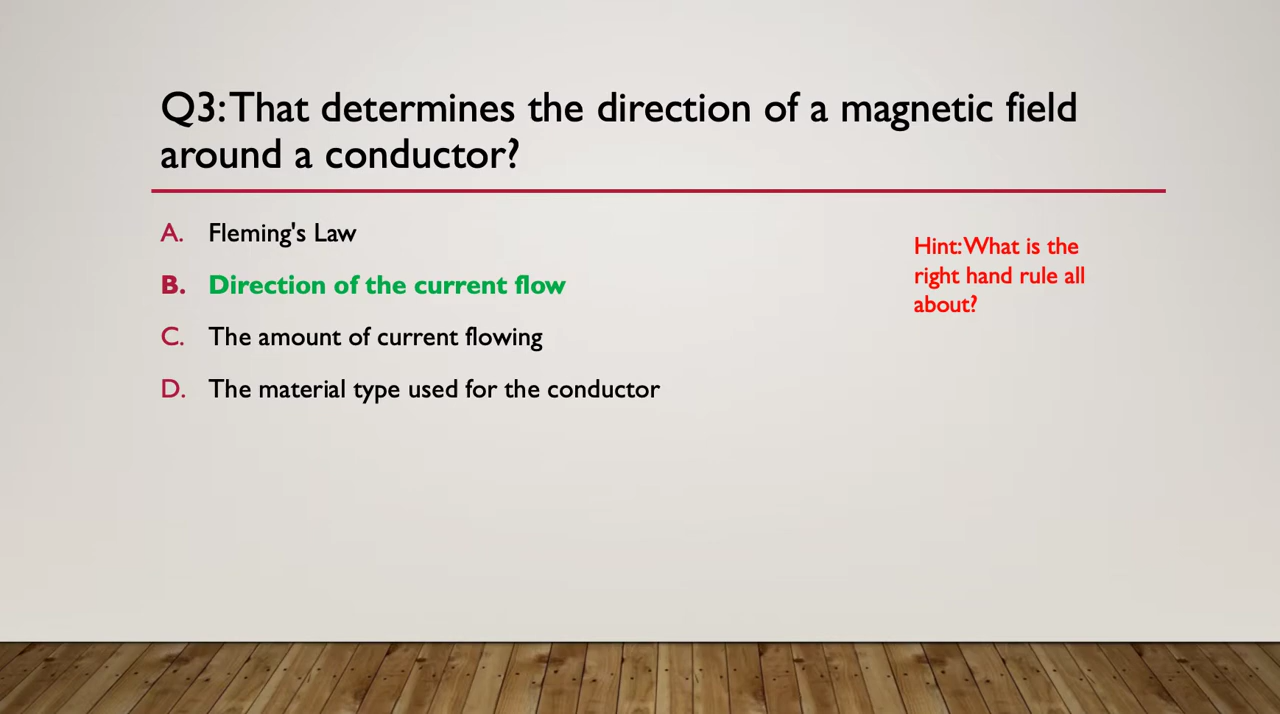 Q3: That determines the direction of a magnetic field
around a conductor?
A. Fleming's Law
B. Direction of the current flow
C. The amount of current flowing
D. The material type used for the conductor
Hint: What is the
right hand rule all
about?